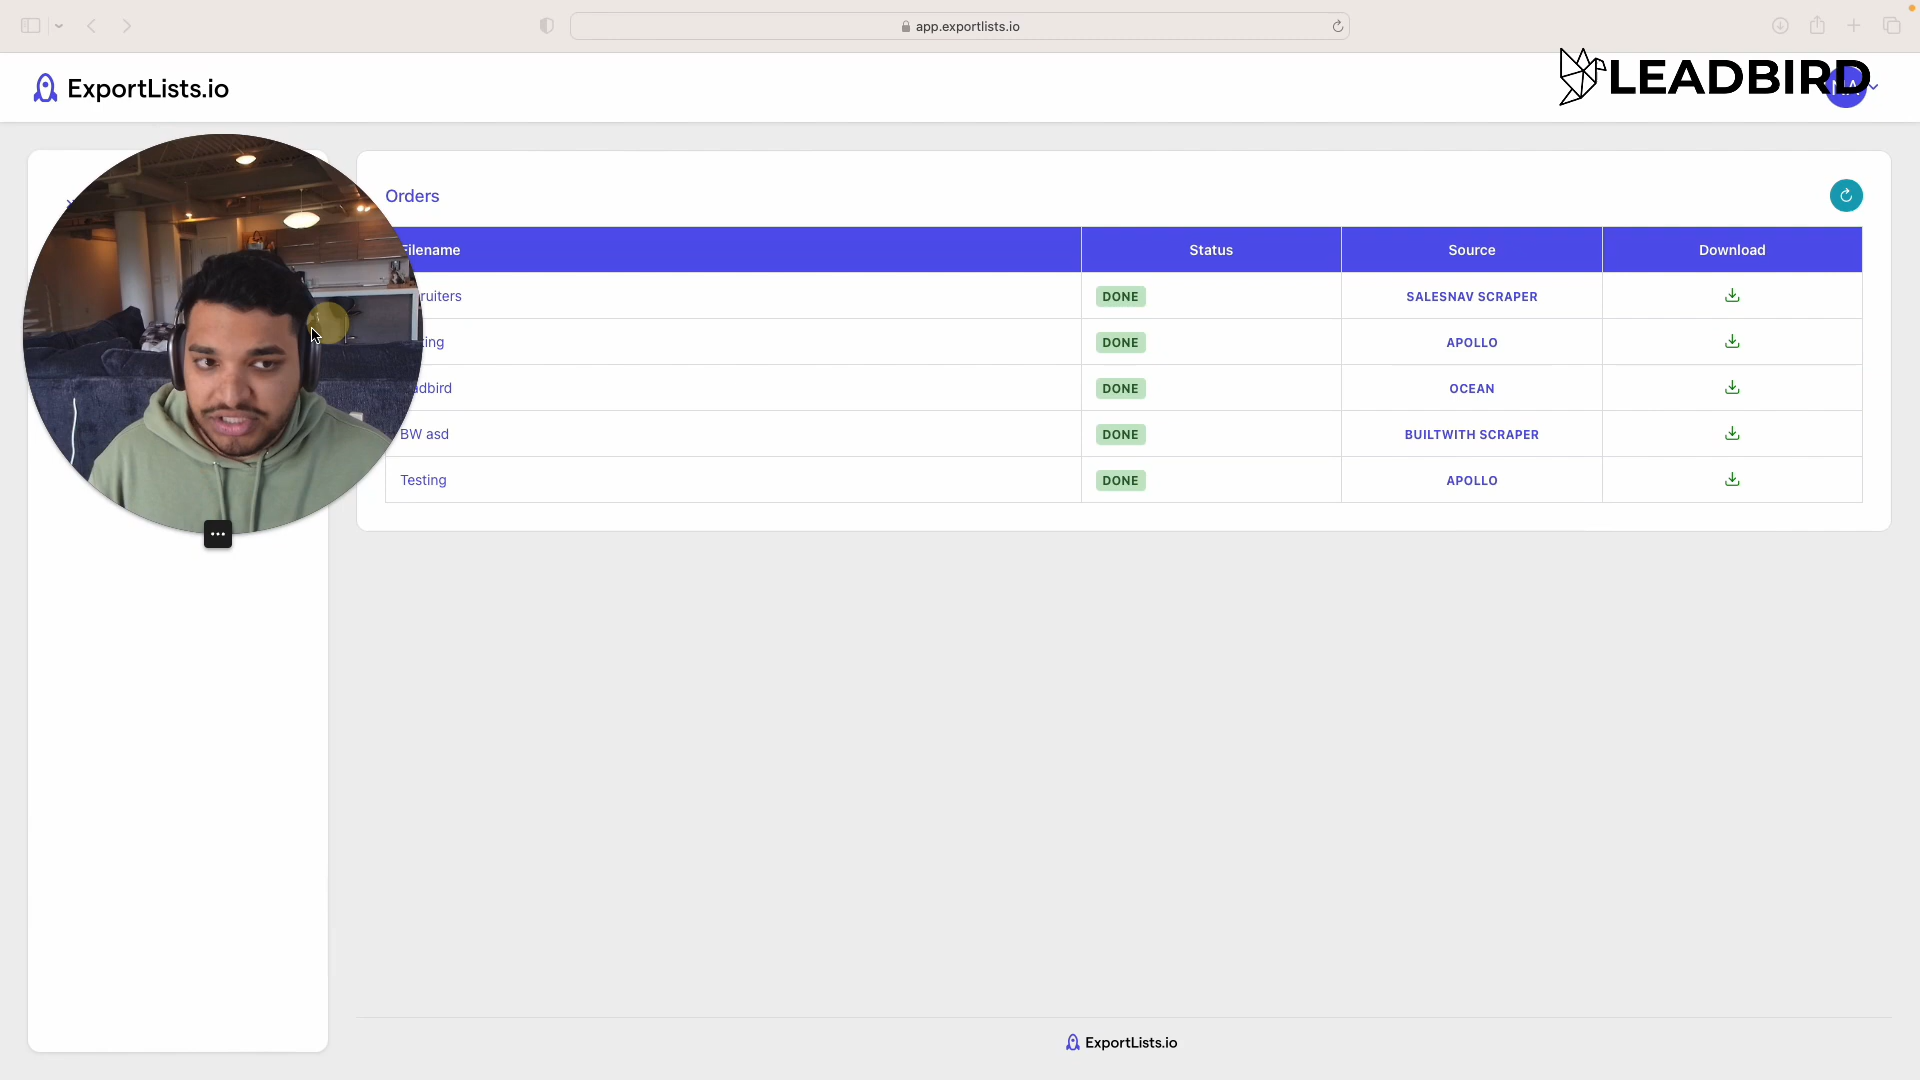 app.exportlists.io
ExportLists.io
LEADBIRD
Orders
Filename Status Source Download
DONE SALESNAV SCRAPER
DONE APOLLO
DONE OCEAN
BW asd DONE BUILTWITH SCRAPER
Testing DONE APOLLO
ExportLists.io